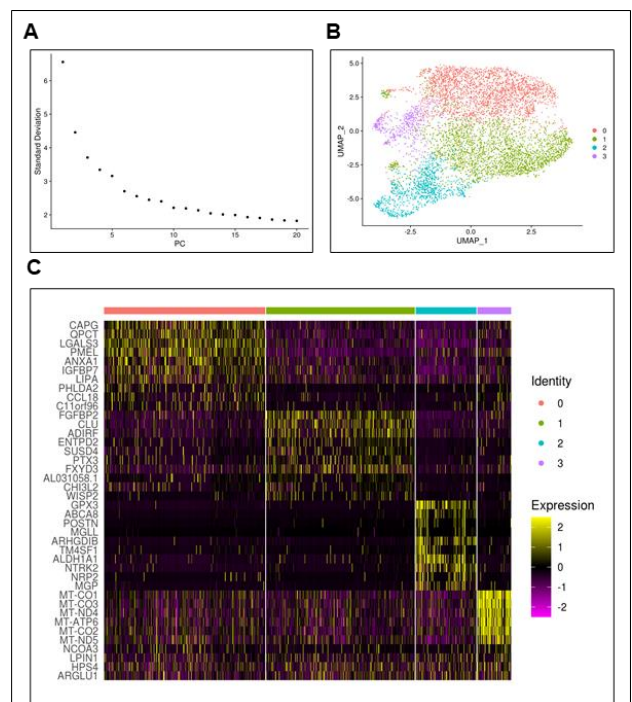 A
B
6
5
4
3
2
Standard Deviation
5
10
15
20
PC
5.0
2.5
0.0
-2.5
-5.0
UMAP_2
-2.5
0.0
2.5
UMAP_1
0
1
2
3
C
CAPG
QPCT
LGALS3
PMEL
ANXA1
IGFBP7
LIPA
PHLDA2
CCL18
C11orf96
FGFBP2
CLU
ADIRF
ENTPD2
SUSD4
PTX3
FXYD3
AL031058.1
CHI3L2
WISP2
GPX3
ABCA8
POSTN
MGLL
ARHGDIB
TM4SF1
ALDH1A1
NTRK2
NRP2
MGP
MT-CO1
MT-CO3
MT-ND4
MT-ATP6
MT-CO2
MT-ND5
NCOA3
LPIN1
HPS4
ARGLU1
Identity
0
1
2
3
Expression
2
1
0
-1
-2